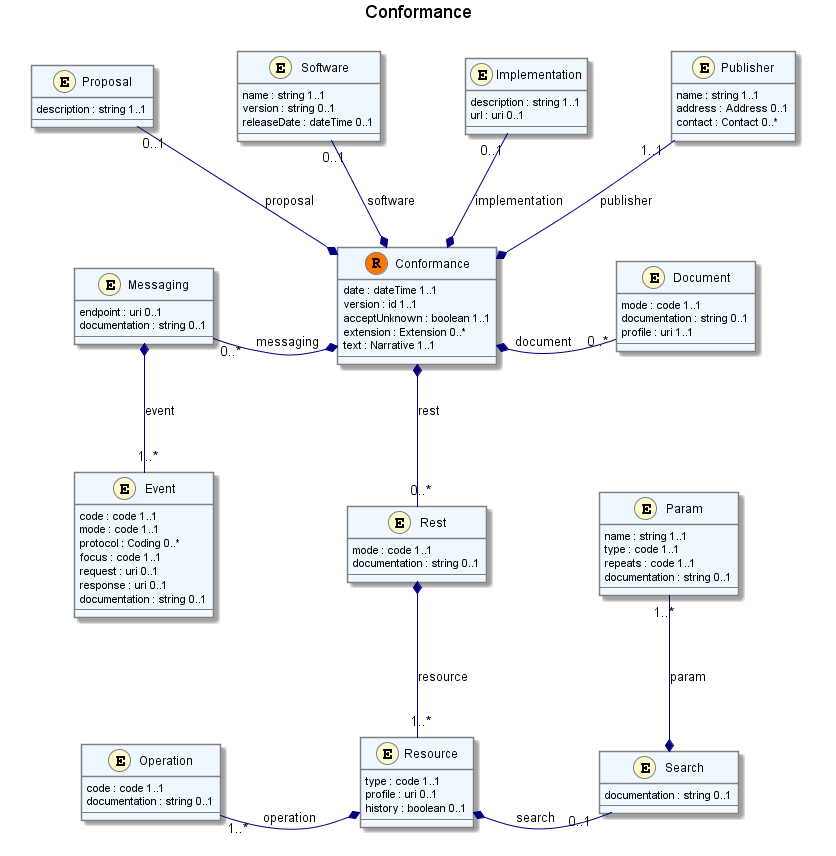 Conformance
E Proposal
description : string 1..1
E Software
name : string 1..1
version : string 0..1
releaseDate : dateTime 0..1
E Implementation
description : string 1..1
url : uri 0..1
E Publisher
name : string 1..1
address : Address 0..1
contact : Contact 0..*
0..1
0..1
0..1
1..1
proposal
software
implementation
publisher
E Messaging
endpoint : uri 0..1
documentation : string 0..1
R Conformance
date : dateTime 1..1
version : id 1..1
acceptUnknown : boolean 1..1
extension : Extension 0..*
text : Narrative 1..1
E Document
mode : code 1..1
documentation : string 0..1
profile : uri 1..1
0..*
messaging
document
0..*
event
1..*
rest
0..*
E Event
code : code 1..1
mode : code 1..1
protocol : Coding 0..*
focus : code 1..1
request : uri 0..1
response : uri 0..1
documentation : string 0..1
E Rest
mode : code 1..1
documentation : string 0..1
E Param
name : string 1..1
type : code 1..1
repeats : code 1..1
documentation : string 0..1
1..*
resource
param
1..*
E Operation
code : code 1..1
documentation : string 0..1
E Resource
type : code 1..1
profile : uri 0..1
history : boolean 0..1
E Search
documentation : string 0..1
1..*
operation
search
0..1